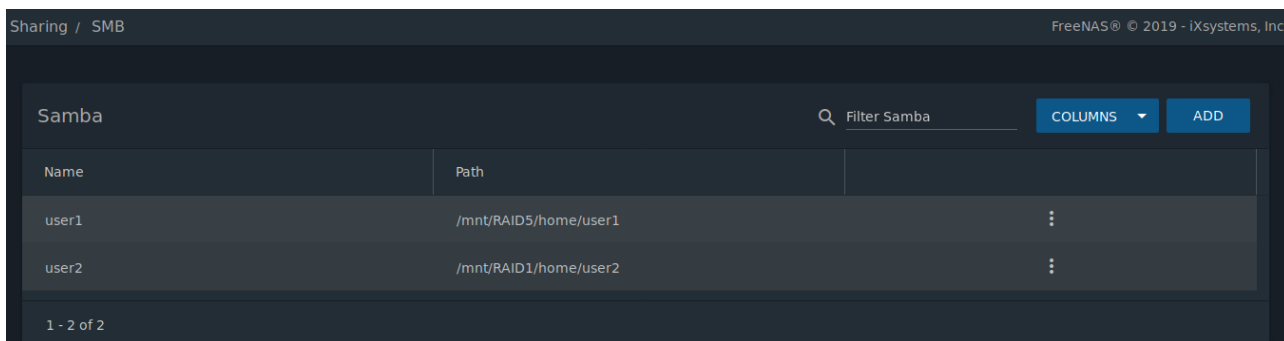 Sharing / SMB FreeNAS® © 2019 - iXsystems, Inc
Samba Filter Samba COLUMNS ADD
Name Path
user1 /mnt/RAID5/home/user1
user2 /mnt/RAID1/home/user2
1 - 2 of 2